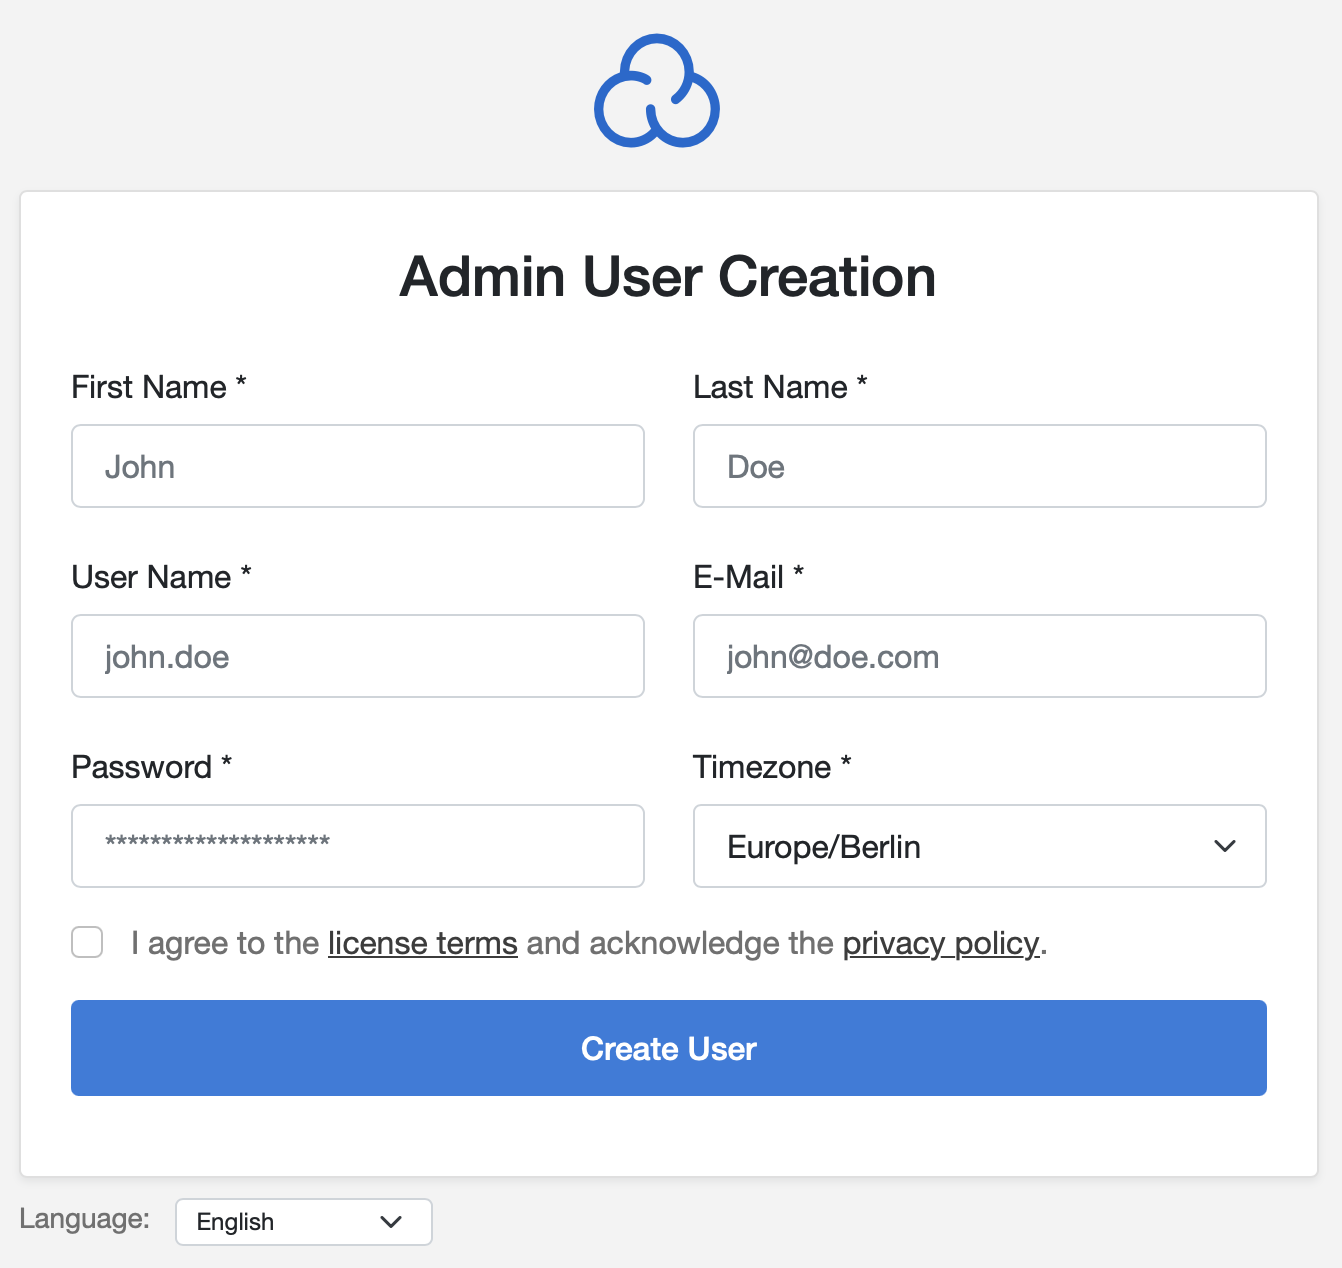 Admin User Creation
First Name *
Last Name *
John
Doe
User Name *
E-Mail *
john.doe
john@doe.com
Password *
Timezone *
********************
Europe/Berlin
I agree to the license terms and acknowledge the privacy policy.
Create User
Language:
English